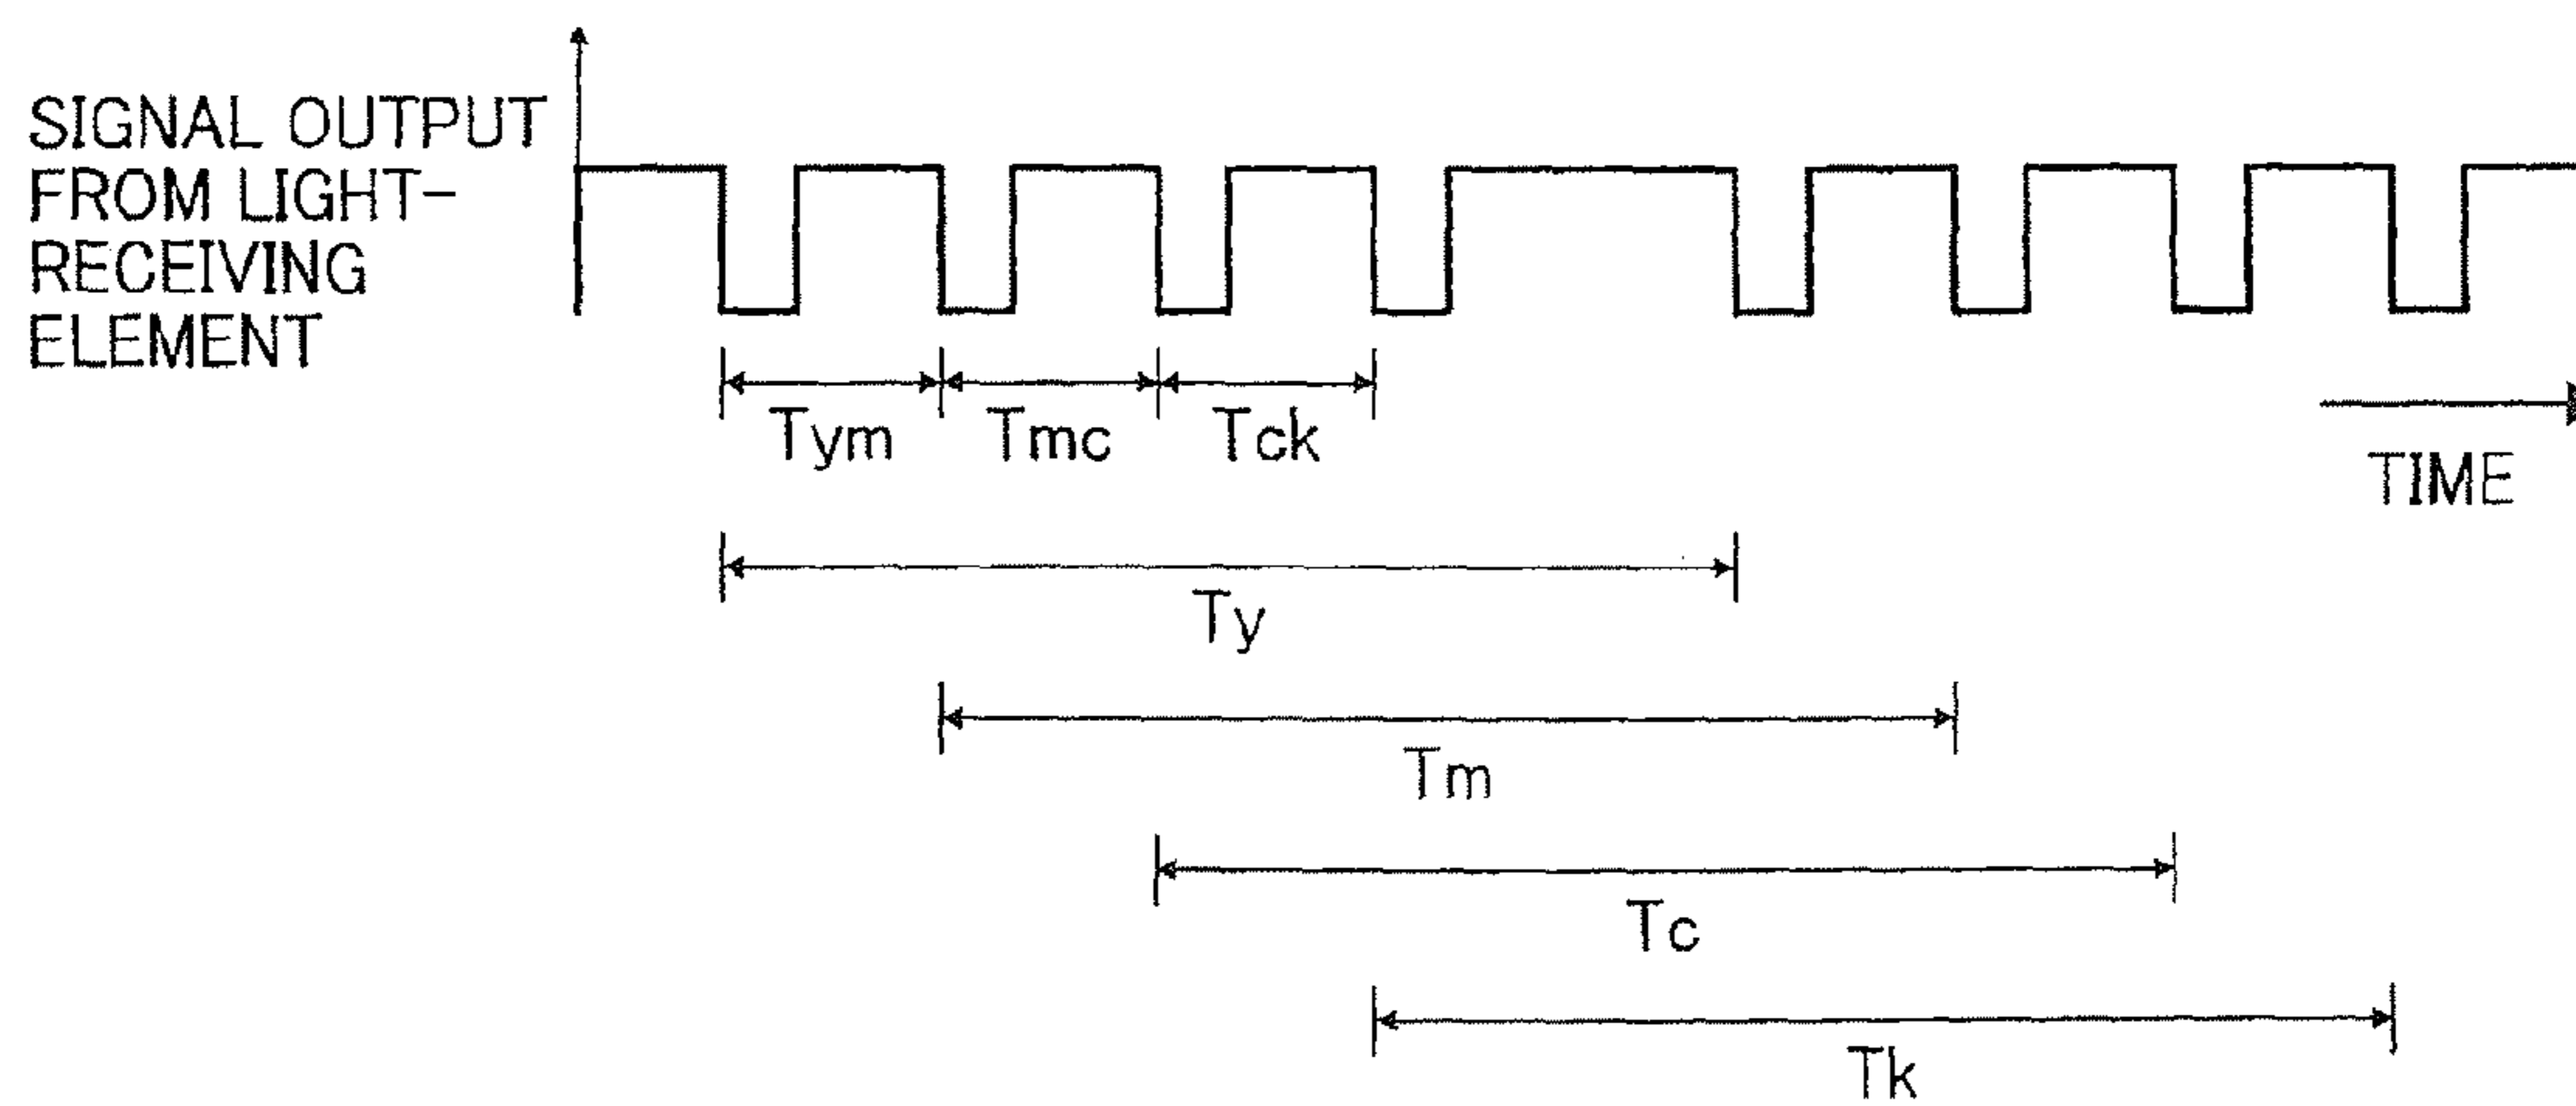 SIGNAL OUTPUT
FROM LIGHT-
RECEIVING
ELEMENT
Tym
Tmc
Tck
TIME
Ty
Tm
Tc
Tk